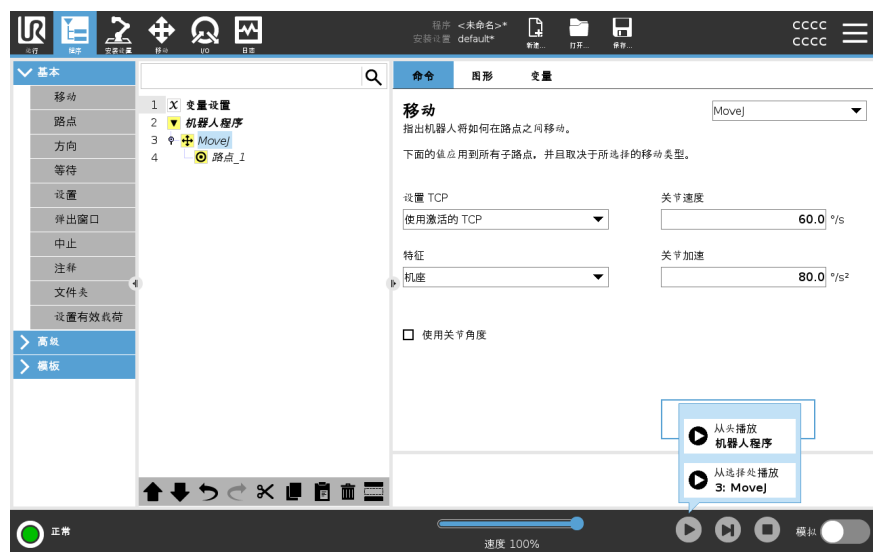 UR
运行
程序
安装设置
移动
I/O
日志
程序 <未命名>*
安装设置 default*
新建...
打开...
保存...
CCCC
CCCC
基本
移动
路点
方向
等待
设置
弹出窗口
中止
注释
文件夹
设置有效载荷
高级
模板
1 X 变量设置
2 机器人程序
3 MoveJ
4 路点_1
命令 图形 变量
移动
MoveJ
指出机器人将如何在路点之间移动。
下面的值应用到所有子路点，并且取决于所选择的移动类型。
设置 TCP
关节速度
使用激活的 TCP
60.0 °/s
特征
关节加速
机座
80.0 °/s²
使用关节角度
从头播放
机器人程序
从选择处播放
3: MoveJ
正常
速度 100%
模拟